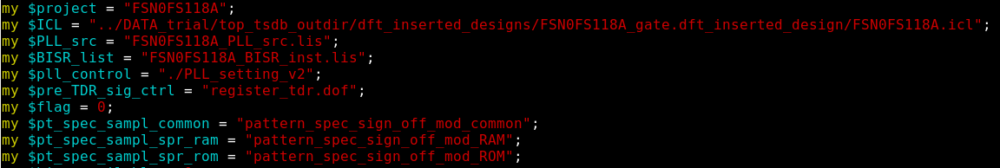 my $project = "FSN0FS118A";
my $ICL = "../DATA_trial/top_tsdb_outdir/dft_inserted_designs/FSN0FS118A_gate.dft_inserted_design/FSN0FS118A.icl";
my $PLL_src = "FSN0FS118A_PLL_src.lis";
my $BISR_list = "FSN0FS118A_BISR_inst.lis";
my $pll_control = "./PLL_setting_v2";
my $pre_TDR_sig_ctrl = "register_tdr.dof";
my $flag = 0;
my $pt_spec_sampl_common = "pattern_spec_sign_off_mod_common";
my $pt_spec_sampl_spr_ram = "pattern_spec_sign_off_mod_RAM";
my $pt_spec_sampl_spr_rom = "pattern_spec_sign_off_mod_ROM";